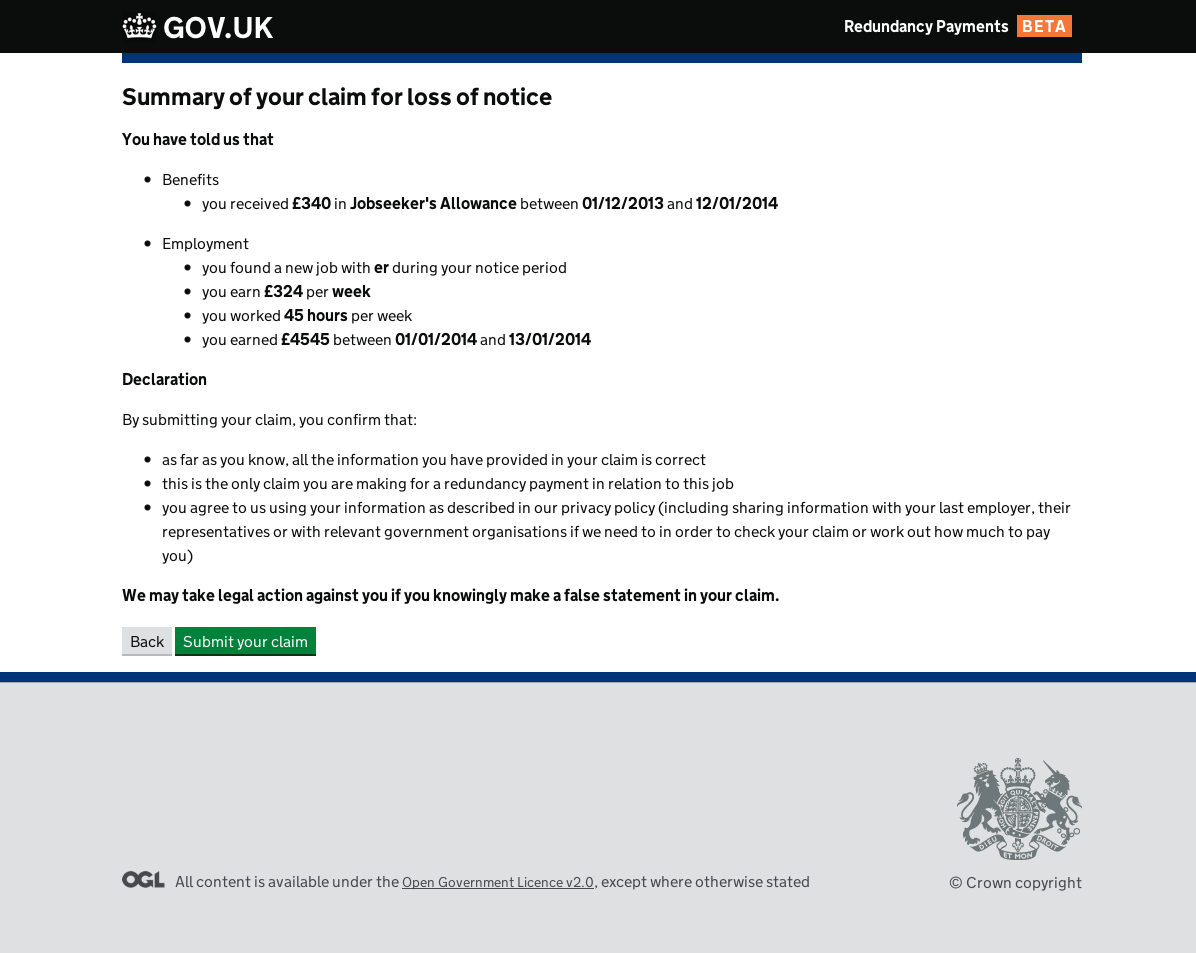 GOV.UK
Redundancy Payments BETA
Summary of your claim for loss of notice
You have told us that
Benefits
you received £340 in Jobseeker's Allowance between 01/12/2013 and 12/01/2014
Employment
you found a new job with er during your notice period
you earn £324 per week
you worked 45 hours per week
you earned £4545 between 01/01/2014 and 13/01/2014
Declaration
By submitting your claim, you confirm that:
as far as you know, all the information you have provided in your claim is correct
this is the only claim you are making for a redundancy payment in relation to this job
you agree to us using your information as described in our privacy policy (including sharing information with your last employer, their
representatives or with relevant government organisations if we need to in order to check your claim or work out how much to pay
you)
We may take legal action against you if you knowingly make a false statement in your claim.
Back Submit your claim
DIEU ET MON DROIT
OGL All content is available under the Open Government Licence v2.0, except where otherwise stated
© Crown copyright